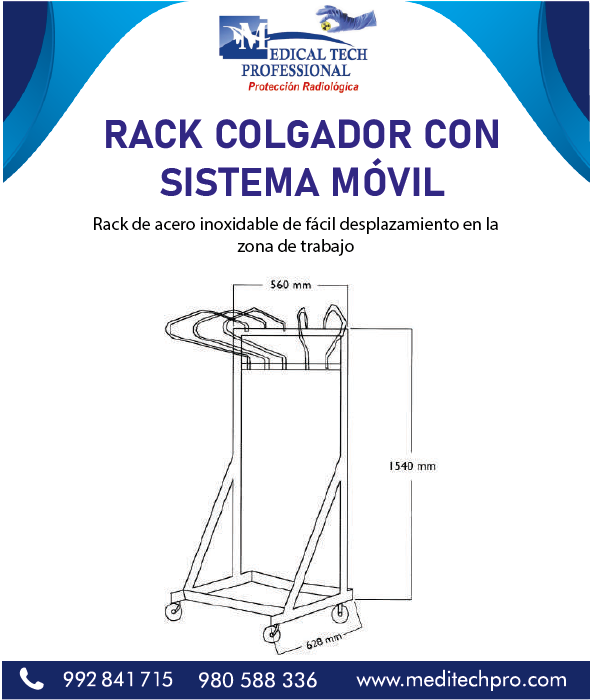 MEDICAL TECH
PROFESSIONAL
Protección Radiológica
RACK COLGADOR CON
SISTEMA MÓVIL
Rack de acero inoxidable de fácil desplazamiento en la
zona de trabajo
560 mm
1540 mm
628 mm
992 841 715 980 588 336 www.meditechpro.com